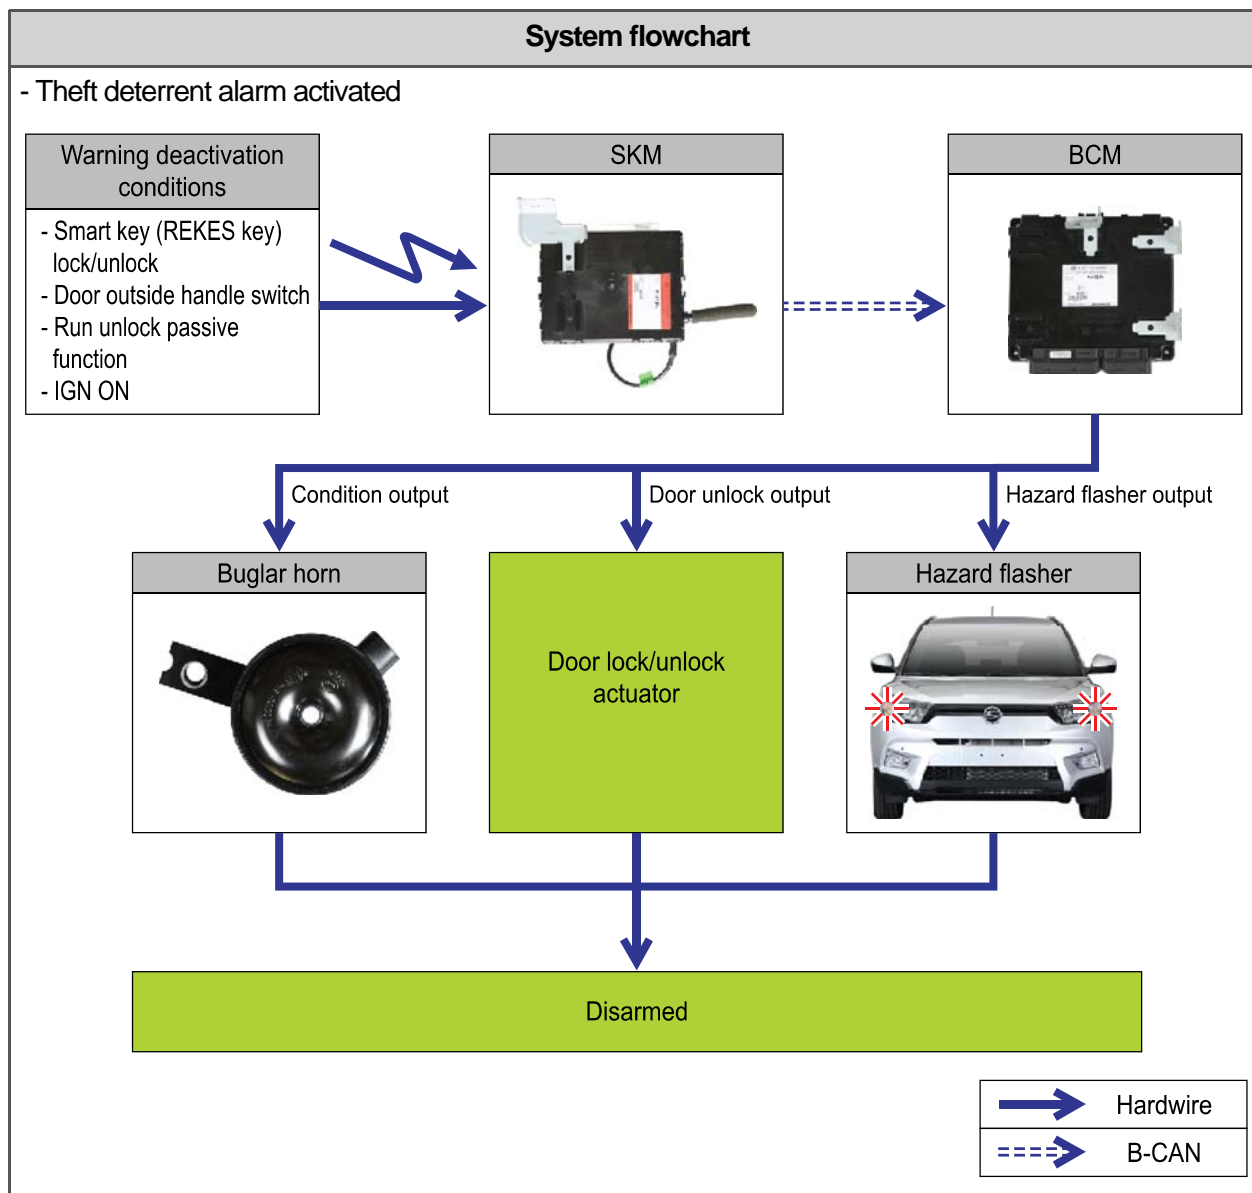 System flowchart
- Theft deterrent alarm activated
Warning deactivation
conditions
- Smart key (REKES key)
lock/unlock
- Door outside handle switch
- Run unlock passive
function
- IGN ON
SKM
BCM
Condition output
Door unlock output
Hazard flasher output
Buglar horn
Door lock/unlock
actuator
Hazard flasher
Disarmed
Hardwire
B-CAN